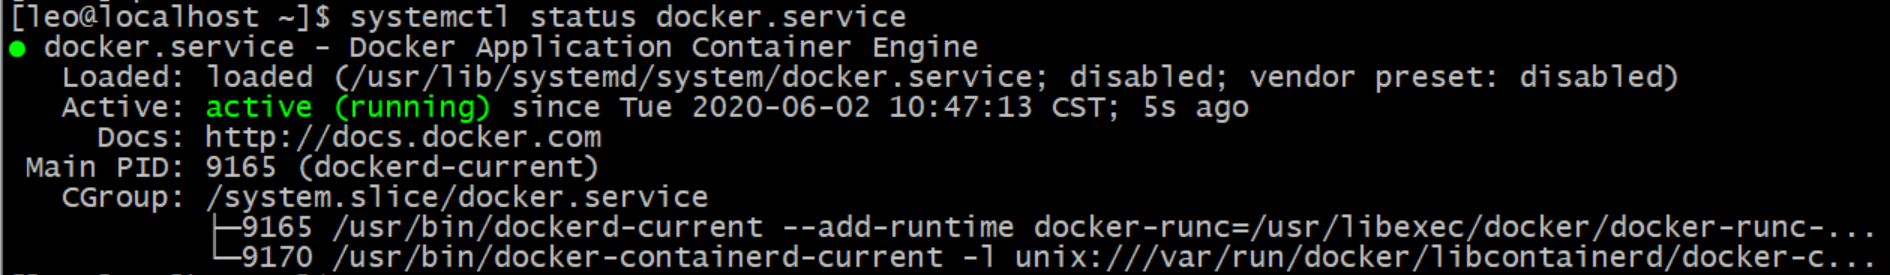 [leo@localhost ~]$ systemctl status docker.service
● docker.service - Docker Application Container Engine
   Loaded: loaded (/usr/lib/systemd/system/docker.service; disabled; vendor preset: disabled)
   Active: active (running) since Tue 2020-06-02 10:47:13 CST; 5s ago
     Docs: http://docs.docker.com
 Main PID: 9165 (dockerd-current)
   CGroup: /system.slice/docker.service
           ├─9165 /usr/bin/dockerd-current --add-runtime docker-runc=/usr/libexec/docker/docker-runc-...
           └─9170 /usr/bin/docker-containerd-current -l unix:///var/run/docker/libcontainerd/docker-c...